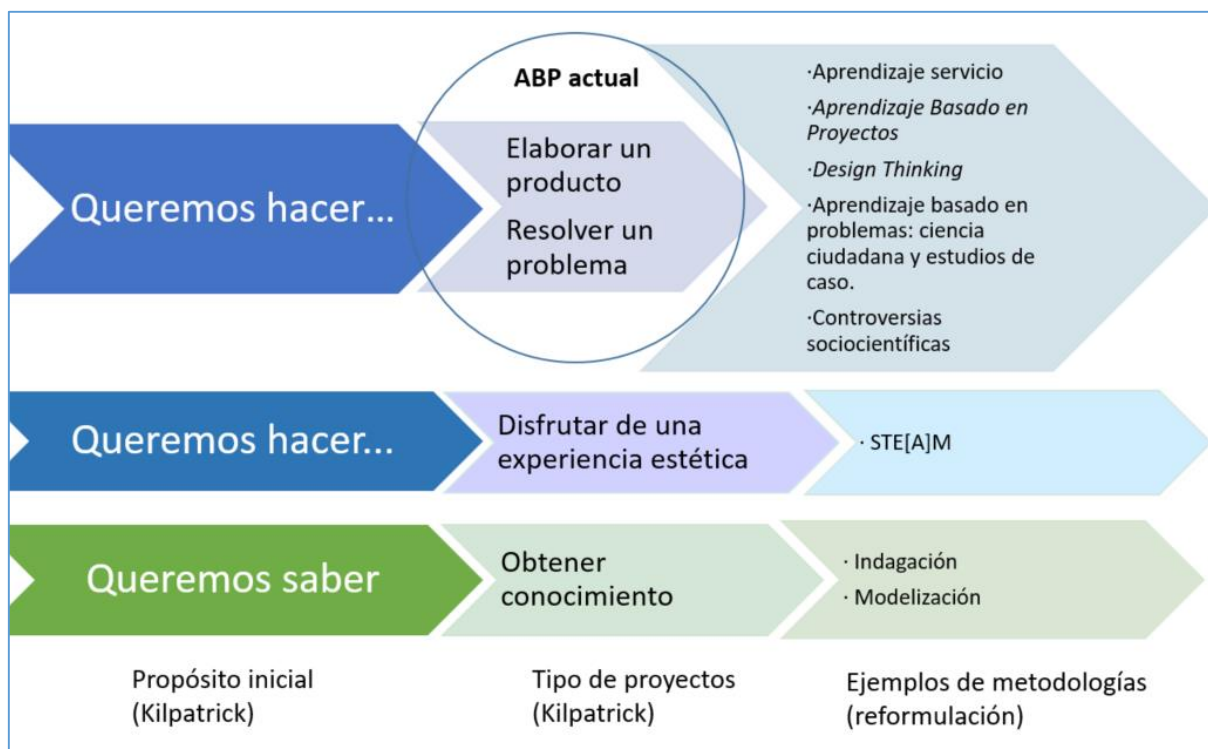 ABP actual
Queremos hacer...
Elaborar un
producto
Resolver un
problema
·Aprendizaje servicio
·Aprendizaje Basado en
Proyectos
·Design Thinking
·Aprendizaje basado en
problemas: ciencia
ciudadana y estudios de
caso.
·Controversias
sociocientíficas
Queremos hacer...
Disfrutar de una
experiencia estética
· STE[A]M
Queremos saber
Obtener
conocimiento
· Indagación
· Modelización
Propósito inicial
(Kilpatrick)
Tipo de proyectos
(Kilpatrick)
Ejemplos de metodologías
(reformulación)